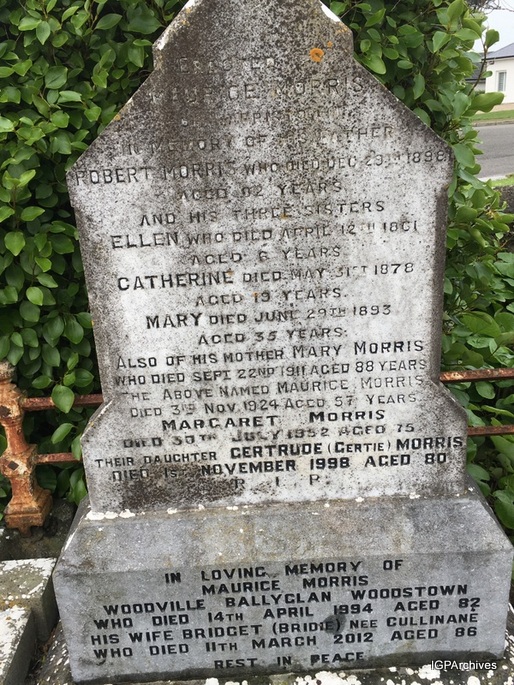 ERECTED
MAURICE MORRIS
IN MEMORY OF HIS FATHER
ROBERT MORRIS WHO DIED DEC 23RD 1898
AGED 92 YEARS
AND HIS THREE SISTERS
ELLEN WHO DIED APRIL 12TH 1861
AGED 6 YEARS
CATHERINE DIED MAY 31ST 1878
AGED 19 YEARS.
MARY DIED JUNE 29TH 1893
AGED 35 YEARS:
ALSO OF HIS MOTHER MARY MORRIS
WHO DIED SEPT 22ND 1911 AGED 88 YEARS
THE ABOVE NAMED MAURICE MORRIS
DIED 3RD NOV. 1924 AGED 57 YEARS
MARGARET MORRIS
DIED 30TH JULY 1952 AGED 75
THEIR DAUGHTER GERTRUDE (GERTIE) MORRIS
DIED 1ST NOVEMBER 1998 AGED 80
R. I. P.
IN LOVING MEMORY OF
MAURICE MORRIS
WOODVILLE BALLYGLAN WOODSTOWN
WHO DIED 14TH APRIL 1994 AGED 82
HIS WIFE BRIDGET (BRIDIE) NEE CULLINANE
WHO DIED 11TH MARCH 2012 AGED 86
REST IN PEACE
IGPArchives